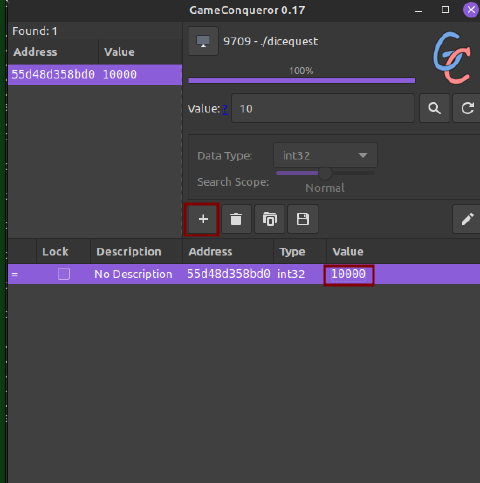 GameConqueror 0.17
Found: 1
Address Value
55d48d358bd0 10000
9709 - ./dicequest
100%
Value: ? 10
Data Type: int32
Search Scope:
Normal
Lock Description Address Type Value
= No Description 55d48d358bd0 int32 10000